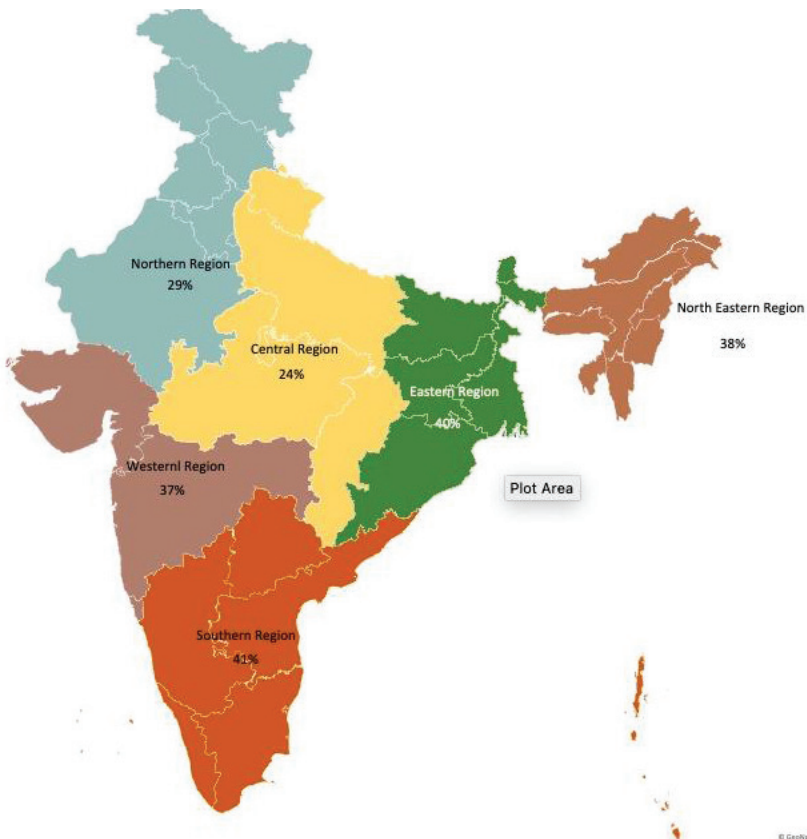 Northern Region
29%
North Eastern Region
38%
Central Region
24%
Eastern Region
40%
Westernl Region
37%
Plot Area
Southern Region
41%